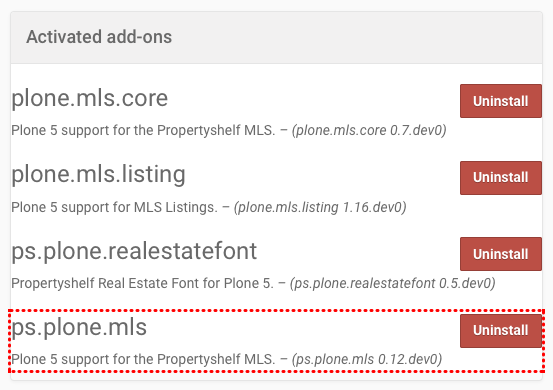 Activated add-ons
plone.mls.core
Uninstall
Plone 5 support for the Propertyshelf MLS. – (plone.mls.core 0.7.dev0)
plone.mls.listing
Uninstall
Plone 5 support for MLS Listings. – (plone.mls.listing 1.16.dev0)
ps.plone.realestatefont
Uninstall
Propertyshelf Real Estate Font for Plone 5. – (ps.plone.realestatefont 0.5.dev0)
ps.plone.mls
Uninstall
Plone 5 support for the Propertyshelf MLS. – (ps.plone.mls 0.12.dev0)